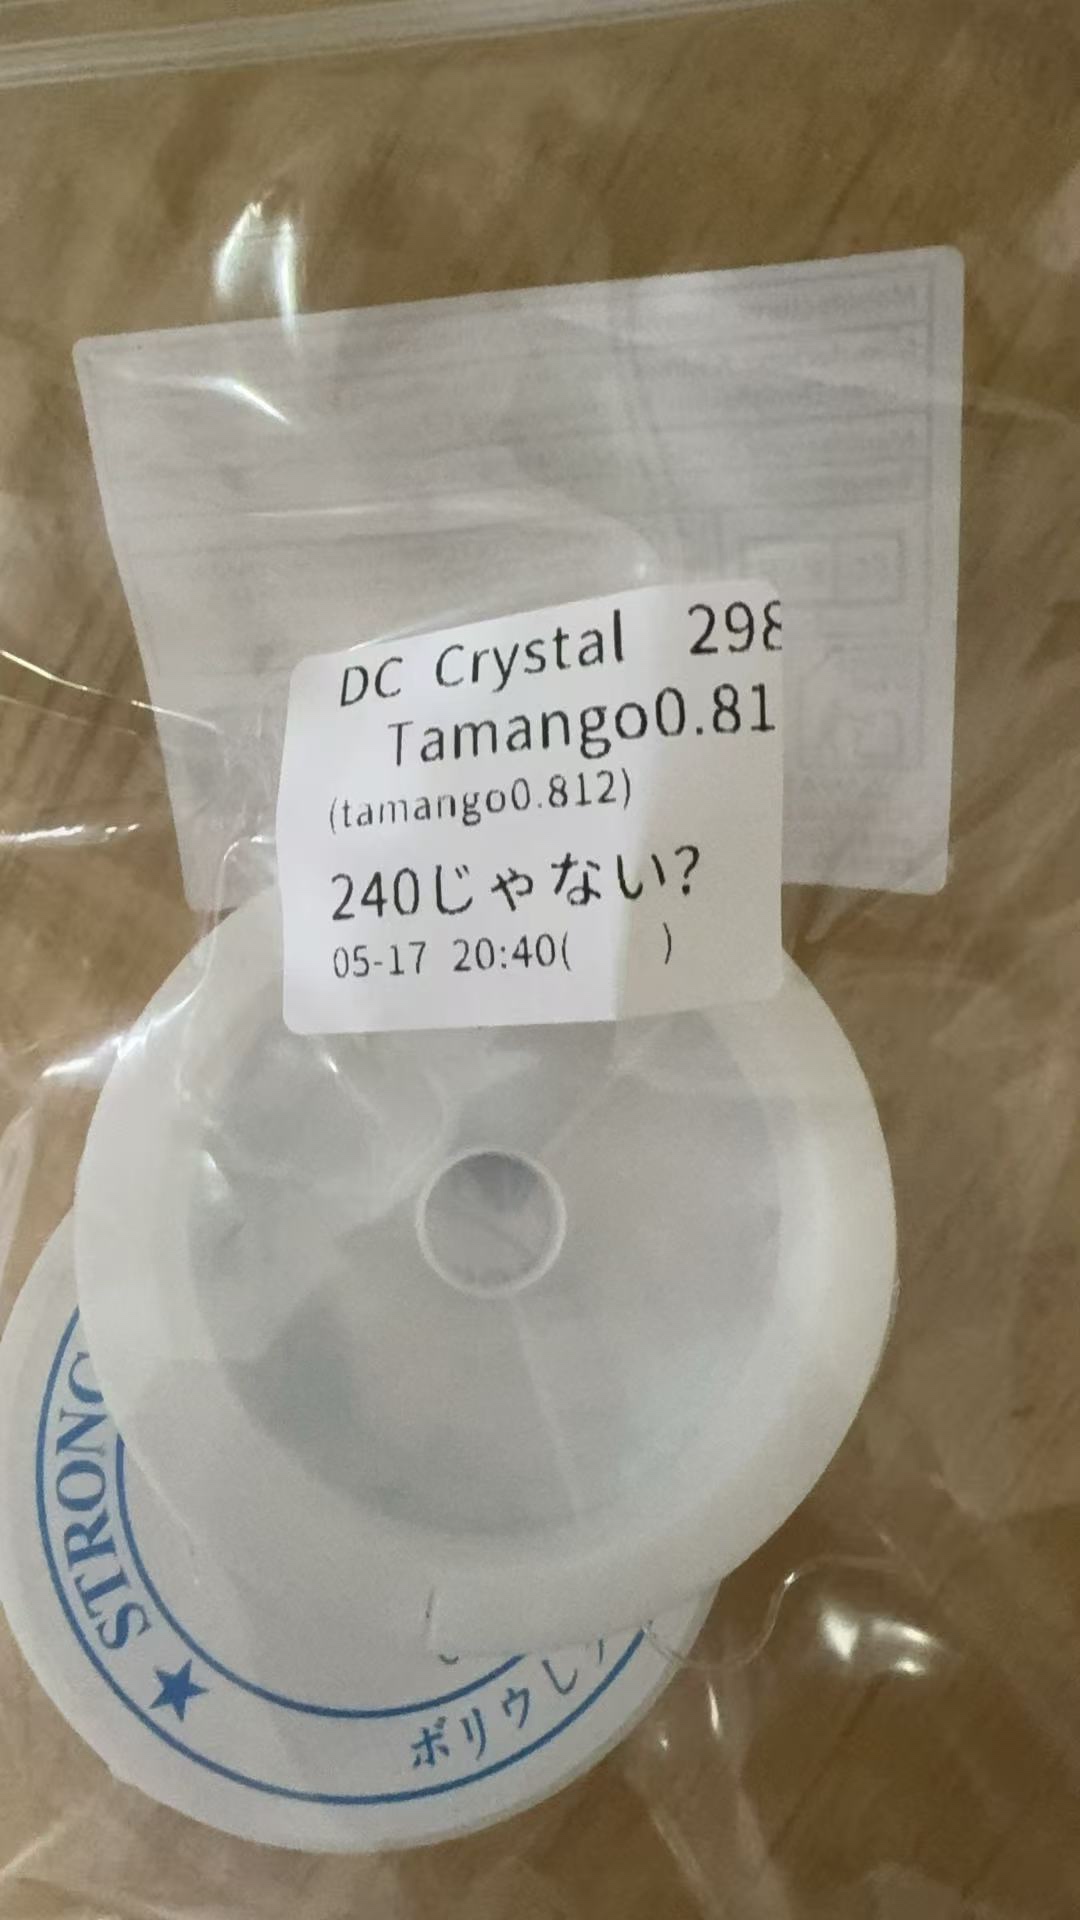 DC Crystal 298
Tamango0.81
(tamango0.812)
240じゃない?
05-17 20:40( )
STRONG
★
ポリウレ